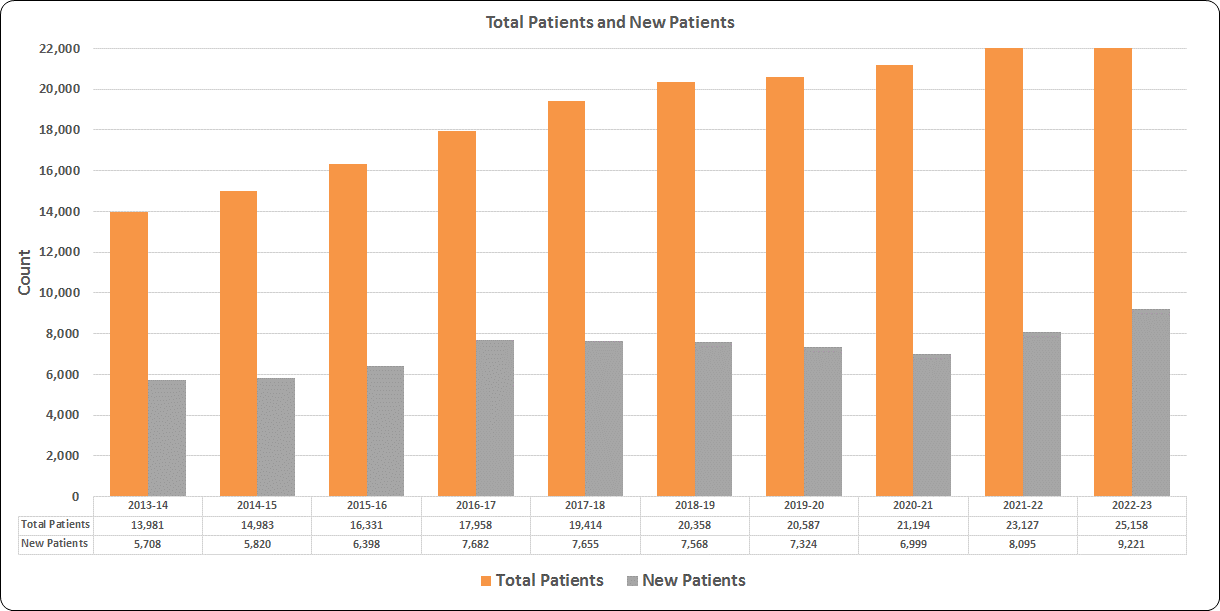 Total Patients and New Patients
22,000
20,000
18,000
16,000
14,000
12,000
10,000
8,000
6,000
4,000
2,000
0
Count
2013-14 2014-15 2015-16 2016-17 2017-18 2018-19 2019-20 2020-21 2021-22 2022-23
Total Patients 13,981 14,983 16,331 17,958 19,414 20,358 20,587 21,194 23,127 25,158
New Patients 5,708 5,820 6,398 7,682 7,655 7,568 7,324 6,999 8,095 9,221
Total Patients New Patients